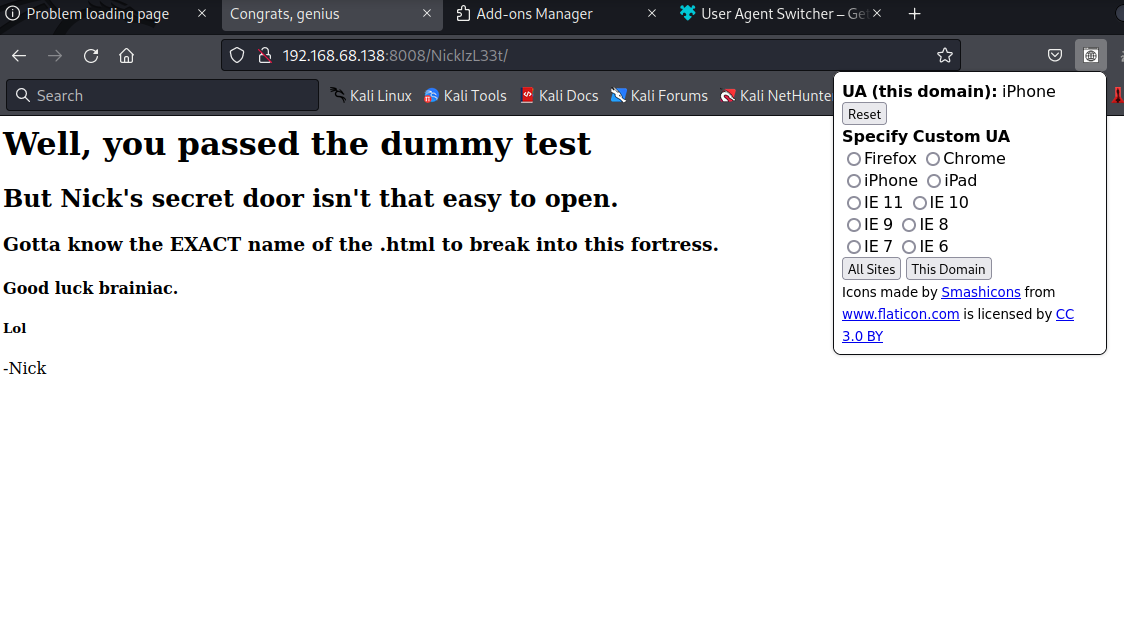 Problem loading page
Congrats, genius
Add-ons Manager
User Agent Switcher – Get
192.168.68.138:8008/NickIzL33t/
Search
Kali Linux
Kali Tools
Kali Docs
Kali Forums
Kali NetHunter
UA (this domain): iPhone
Reset
Specify Custom UA
Firefox Chrome
iPhone iPad
IE 11 IE 10
IE 9 IE 8
IE 7 IE 6
All Sites This Domain
Icons made by Smashicons from
www.flaticon.com is licensed by CC
3.0 BY
Well, you passed the dummy test
But Nick's secret door isn't that easy to open.
Gotta know the EXACT name of the .html to break into this fortress.
Good luck brainiac.
Lol
-Nick